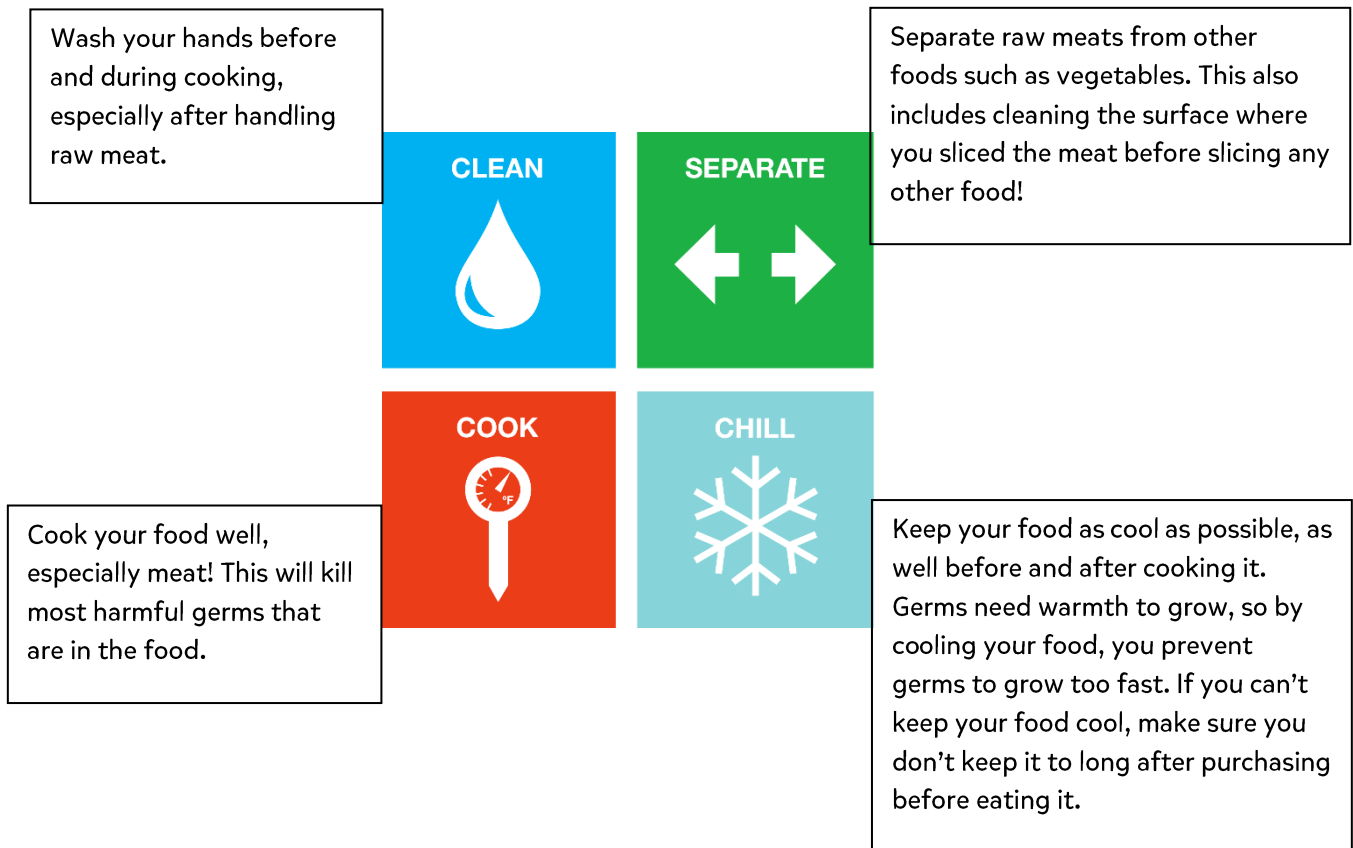 Wash your hands before
and during cooking,
especially after handling
raw meat.
Separate raw meats from other
foods such as vegetables. This also
includes cleaning the surface where
you sliced the meat before slicing any
other food!
CLEAN
SEPARATE
COOK
°F
CHILL
Cook your food well,
especially meat! This will kill
most harmful germs that
are in the food.
Keep your food as cool as possible, as
well before and after cooking it.
Germs need warmth to grow, so by
cooling your food, you prevent
germs to grow too fast. If you can't
keep your food cool, make sure you
don't keep it to long after purchasing
before eating it.